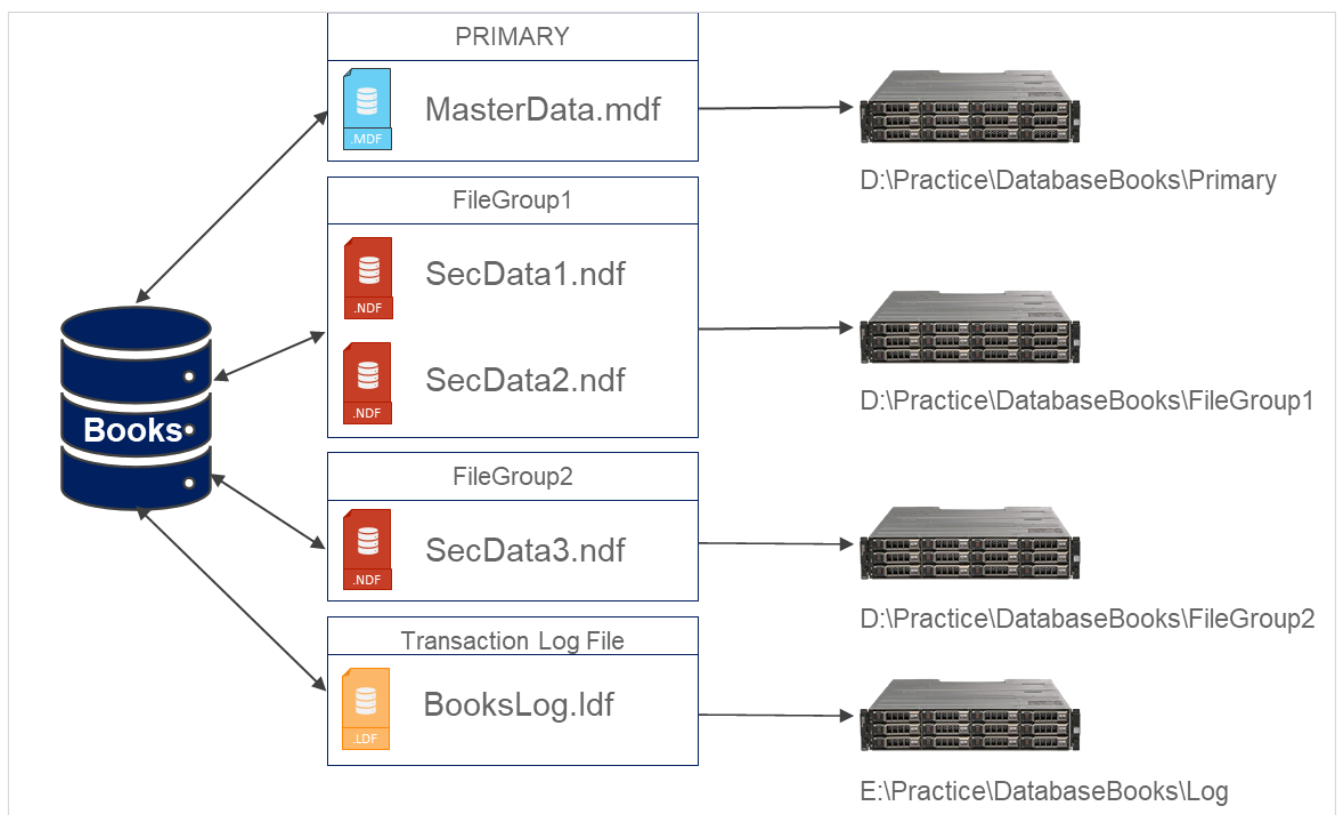 PRIMARY
.MDF
MasterData.mdf
D:\Practice\DatabaseBooks\Primary
FileGroup1
.NDF
SecData1.ndf
.NDF
SecData2.ndf
D:\Practice\DatabaseBooks\FileGroup1
Books
FileGroup2
.NDF
SecData3.ndf
D:\Practice\DatabaseBooks\FileGroup2
Transaction Log File
.LDF
BooksLog.ldf
E:\Practice\DatabaseBooks\Log